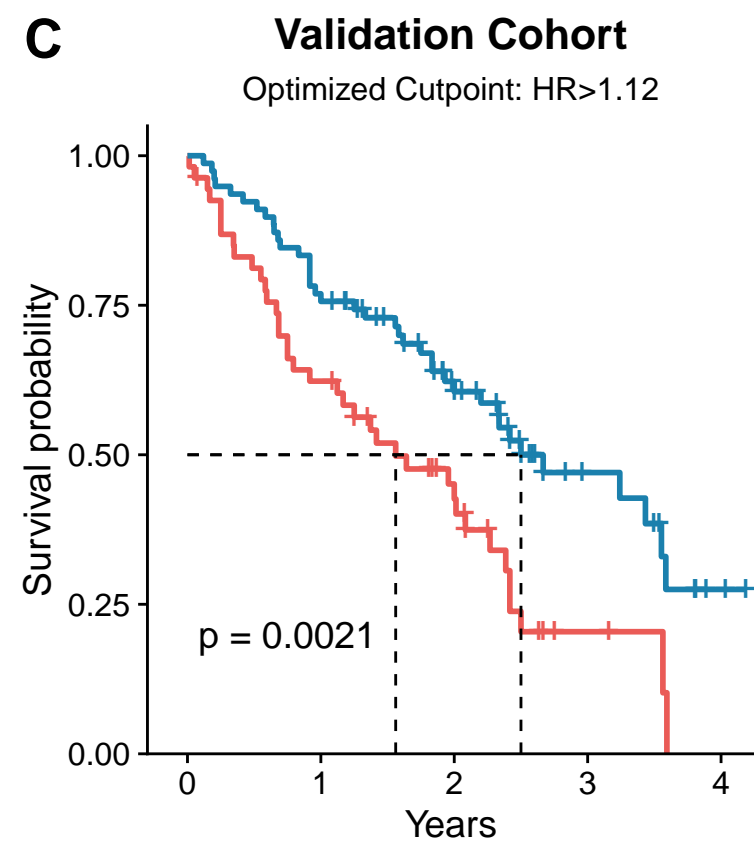 C
Validation Cohort
Optimized Cutpoint: HR>1.12
Survival probability
1.00
0.75
0.50
0.25
0.00
p = 0.0021
0 1 2 3 4
Years